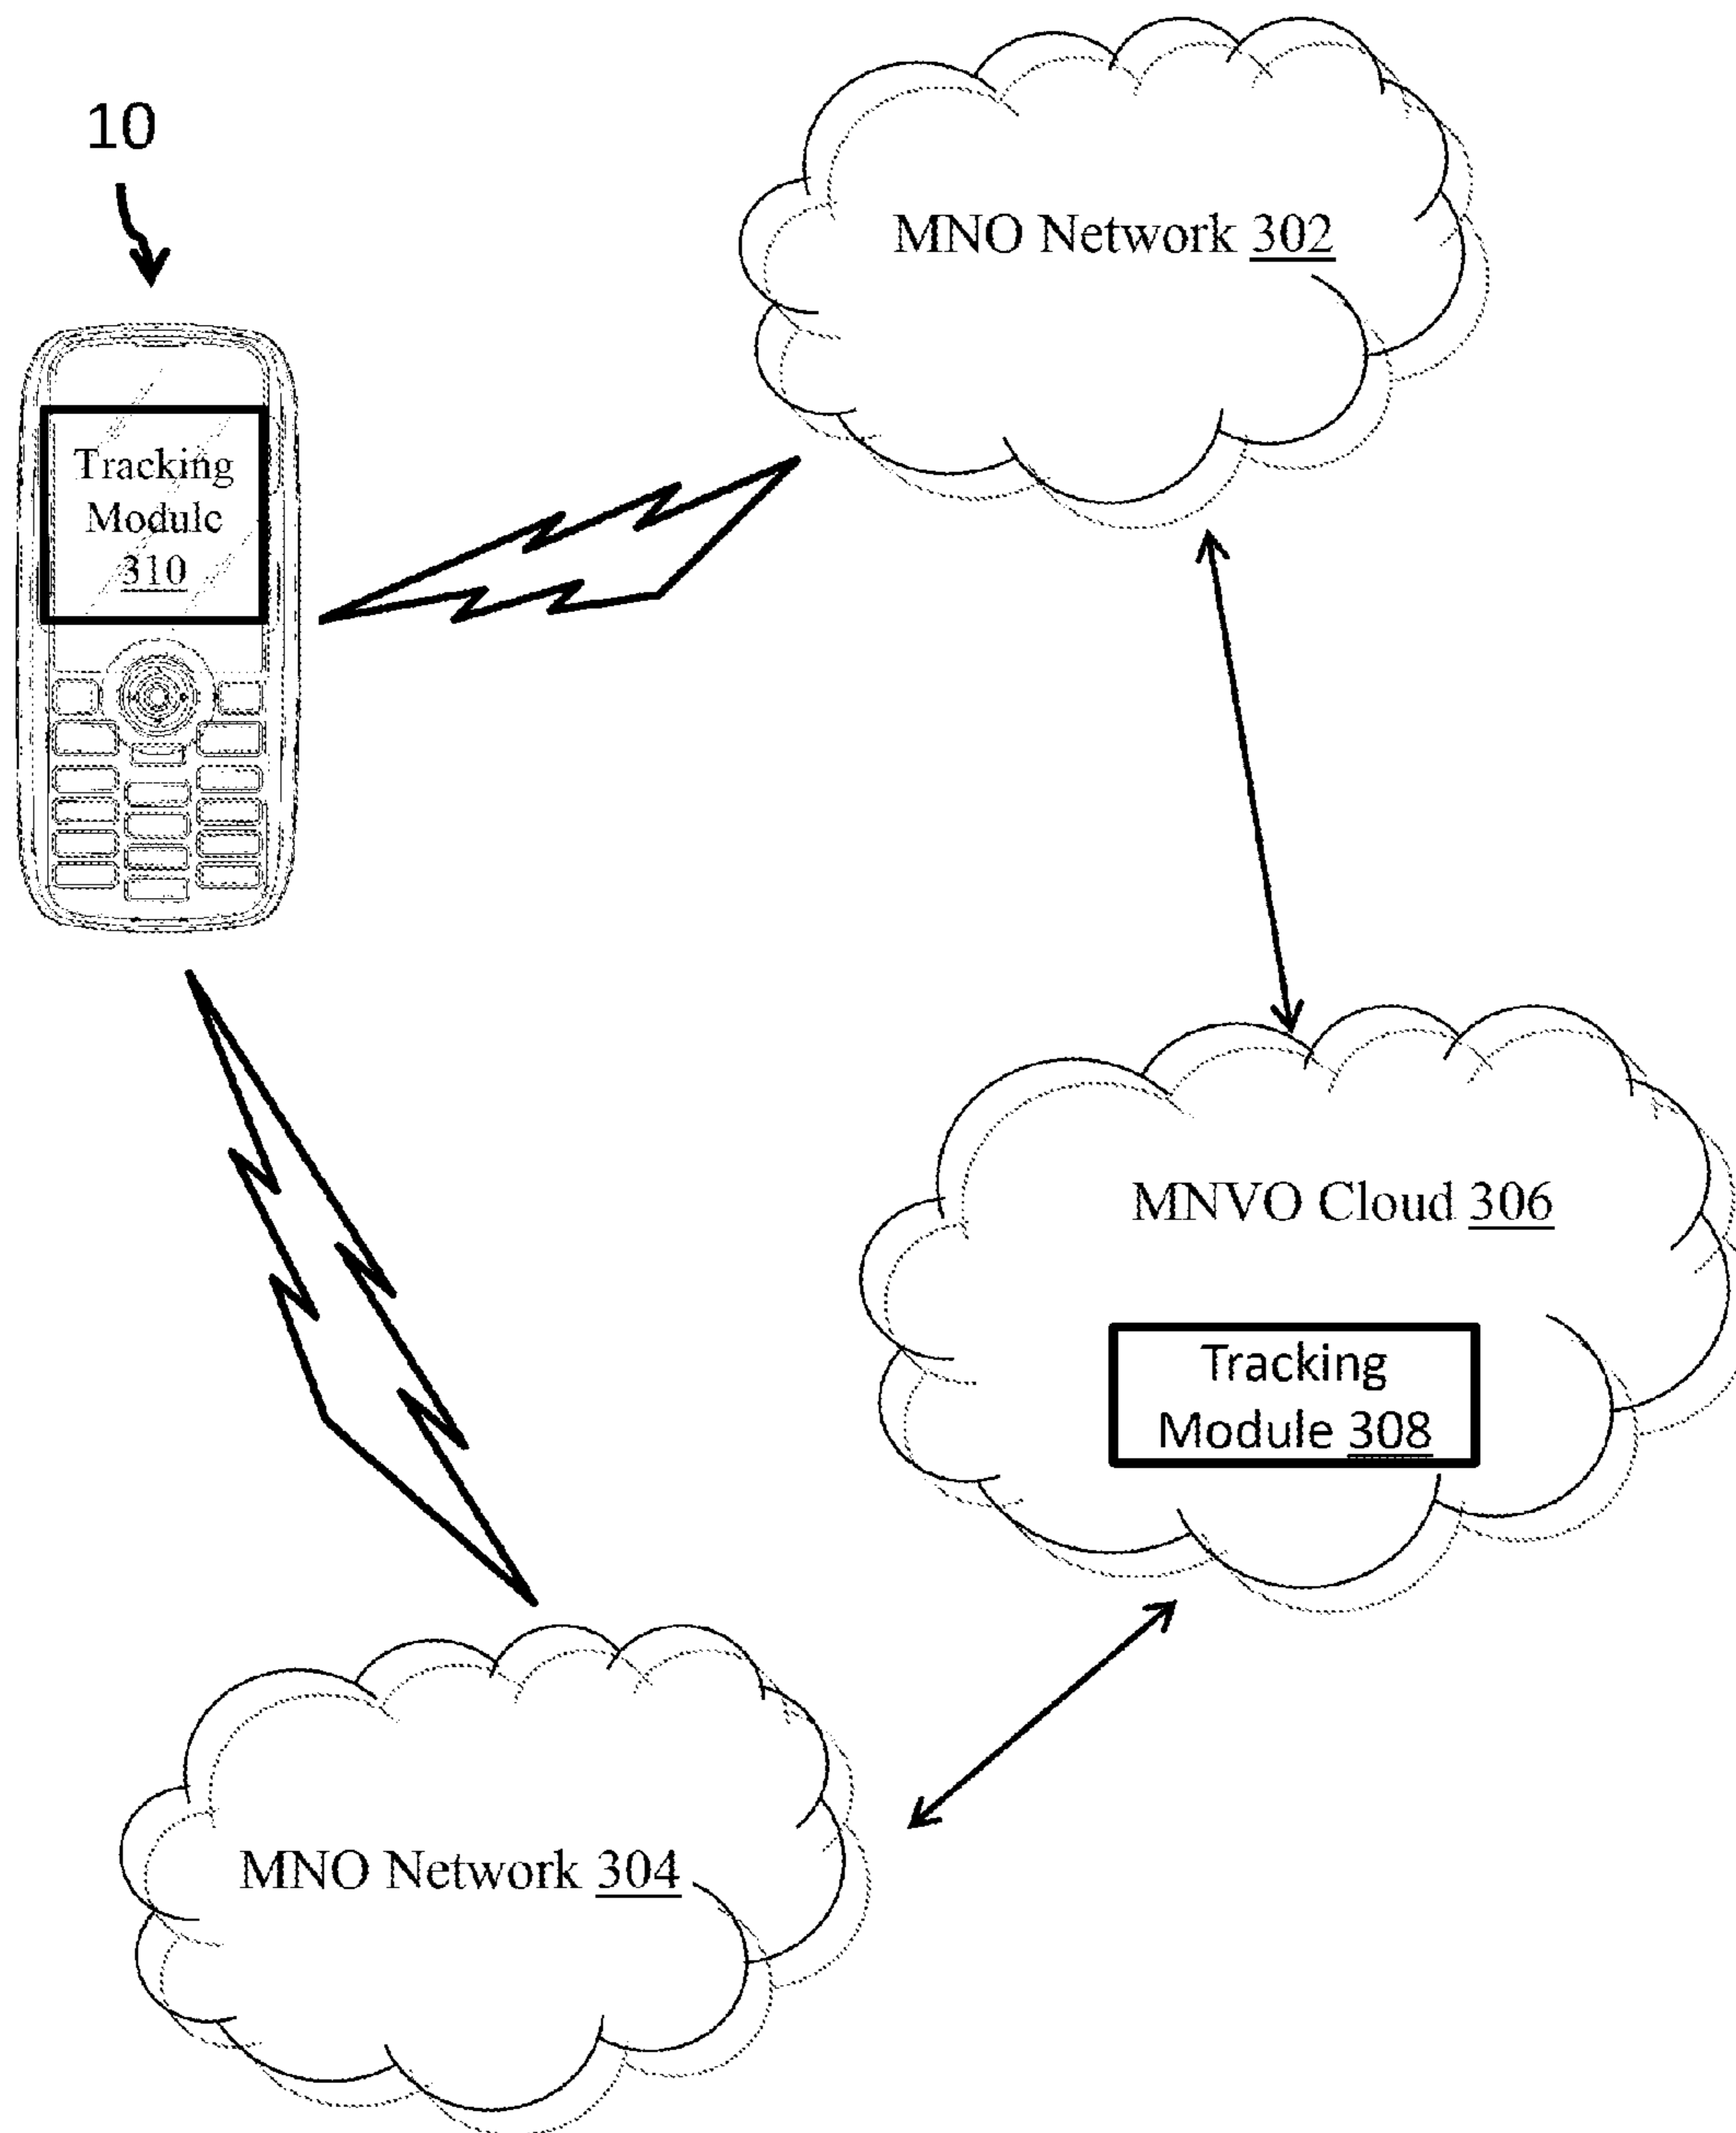 10
MNO Network 302
Tracking
Module
310
MNVO Cloud 306
Tracking
Module 308
MNO Network 304